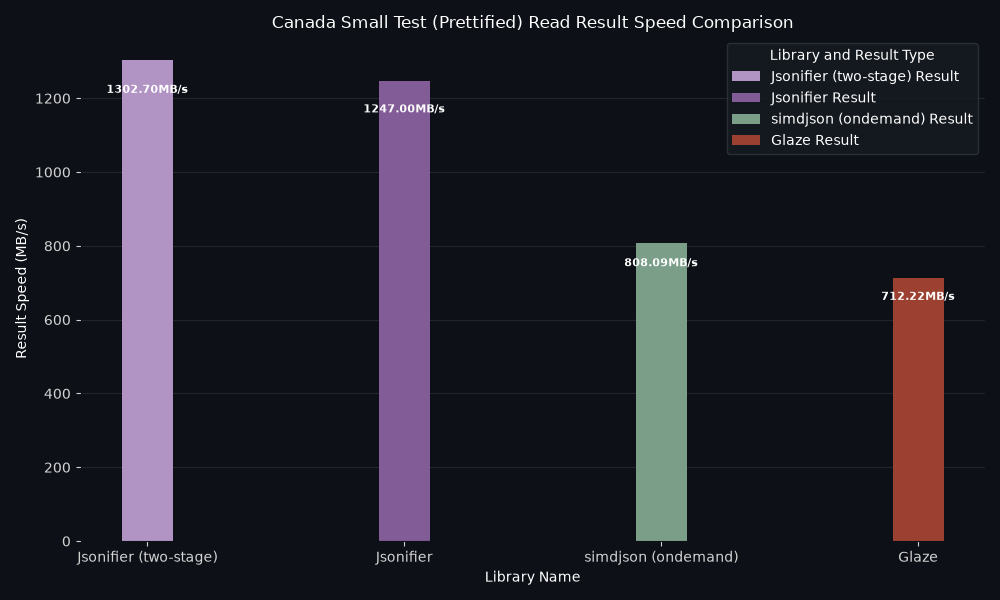 Canada Small Test (Prettified) Read Result Speed Comparison
Library and Result Type
Jsonifier (two-stage) Result
Jsonifier Result
simdjson (ondemand) Result
Glaze Result
1302.70MB/s
1247.00MB/s
808.09MB/s
712.22MB/s
Result Speed (MB/s)
1200
1000
800
600
400
200
0
Jsonifier (two-stage)
Jsonifier
simdjson (ondemand)
Glaze
Library Name